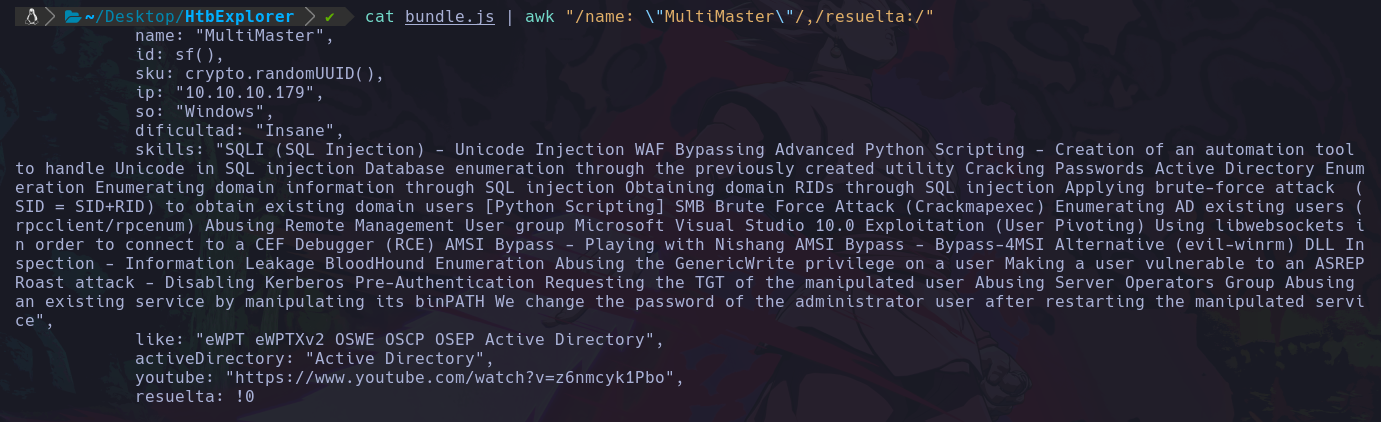 ~/Desktop/HtbExplorer ✔ cat bundle.js | awk "/name: \"MultiMaster\"/,/resuelta:/"
name: "MultiMaster",
id: sf(),
sku: crypto.randomUUID(),
ip: "10.10.10.179",
so: "Windows",
dificultad: "Insane",
skills: "SQLI (SQL Injection) - Unicode Injection WAF Bypassing Advanced Python Scripting - Creation of an automation tool
to handle Unicode in SQL injection Database enumeration through the previously created utility Cracking Passwords Active Directory Enum
eration Enumerating domain information through SQL injection Obtaining domain RIDs through SQL injection Applying brute-force attack  (
SID = SID+RID) to obtain existing domain users [Python Scripting] SMB Brute Force Attack (Crackmapexec) Enumerating AD existing users (
rpcclient/rpcenum) Abusing Remote Management User group Microsoft Visual Studio 10.0 Exploitation (User Pivoting) Using libwebsockets i
n order to connect to a CEF Debugger (RCE) AMSI Bypass - Playing with Nishang AMSI Bypass - Bypass-4MSI Alternative (evil-winrm) DLL In
spection - Information Leakage BloodHound Enumeration Abusing the GenericWrite privilege on a user Making a user vulnerable to an ASREP
Roast attack - Disabling Kerberos Pre-Authentication Requesting the TGT of the manipulated user Abusing Server Operators Group Abusing
an existing service by manipulating its binPATH We change the password of the administrator user after restarting the manipulated servi
ce",
like: "eWPT eWPTXv2 OSWE OSCP OSEP Active Directory",
activeDirectory: "Active Directory",
youtube: "https://www.youtube.com/watch?v=z6nmcyk1Pbo",
resuelta: !0